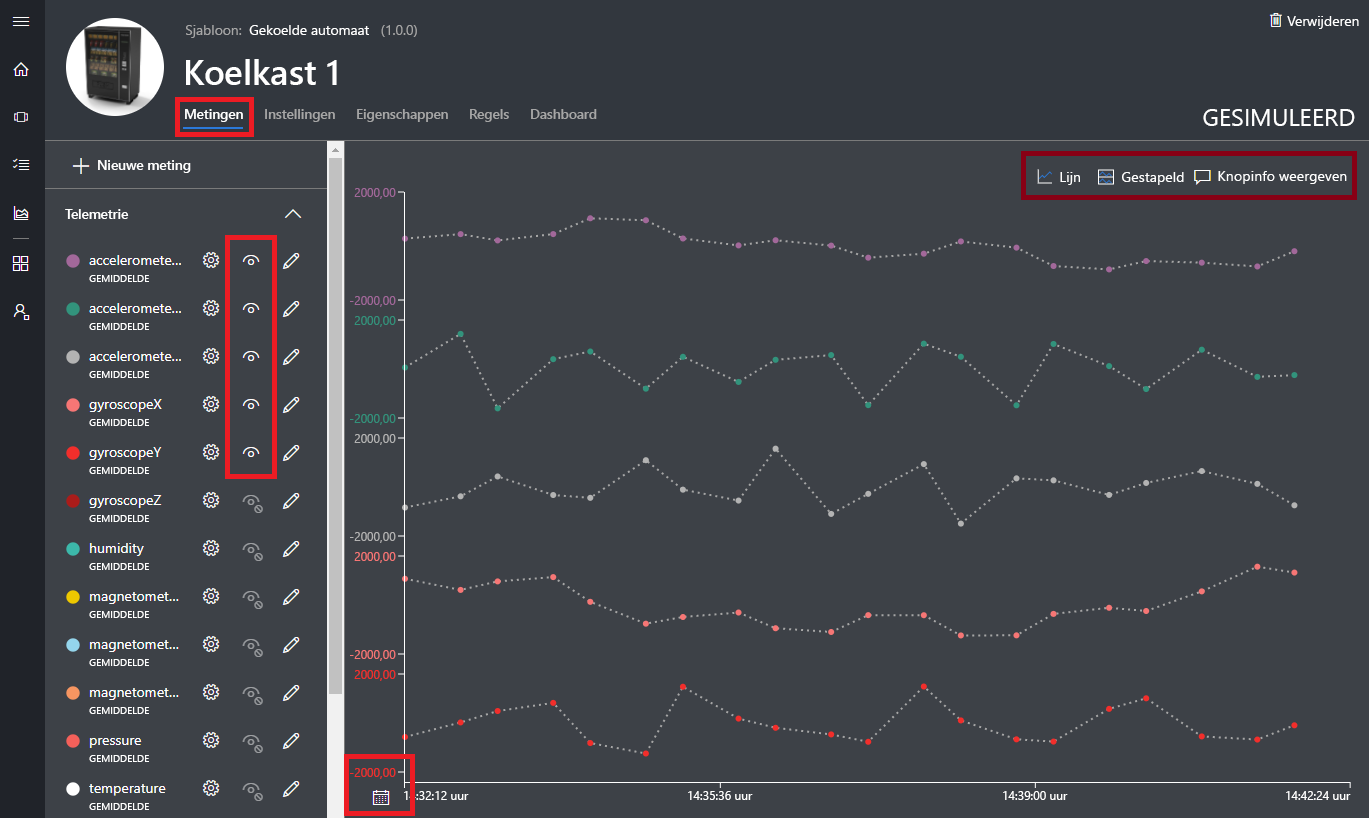 Sjabloon: Gekoelde automaat (1.0.0)
Verwijderen
Koelkast 1
Metingen Instellingen Eigenschappen Regels Dashboard
GESIMULEERD
Nieuwe meting
Lijn Gestapeld Knopinfo weergeven
Telemetrie
acceleromete...
GEMIDDELDE
acceleromete...
GEMIDDELDE
acceleromete...
GEMIDDELDE
gyroscopeX
GEMIDDELDE
gyroscopeY
GEMIDDELDE
gyroscopeZ
GEMIDDELDE
humidity
GEMIDDELDE
magnetomet...
GEMIDDELDE
magnetomet...
GEMIDDELDE
magnetomet...
GEMIDDELDE
pressure
GEMIDDELDE
temperature
GEMIDDELDE
2000,00
-2000,00
2000,00
-2000,00
2000,00
-2000,00
2000,00
-2000,00
2000,00
-2000,00
14:32:12 uur 14:35:36 uur 14:39:00 uur 14:42:24 uur